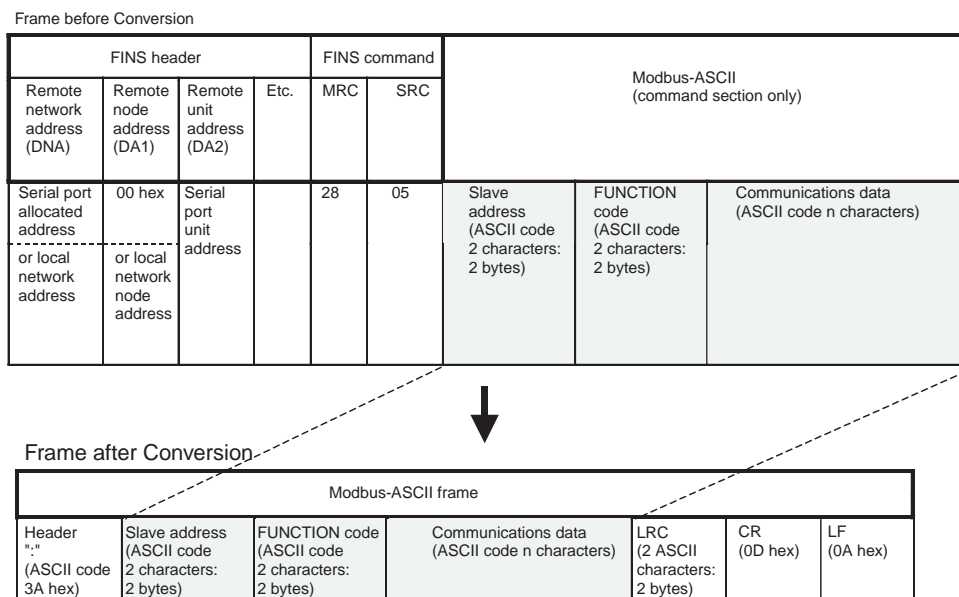 Frame before Conversion
FINS header
FINS command
Modbus-ASCII
(command section only)
Remote
network
address
(DNA)
Remote
node
address
(DA1)
Remote
unit
address
(DA2)
Etc.
MRC
SRC
Serial port
allocated
address
or local
network
address
00 hex
or local
network
node
address
Serial
port
unit
address
28
05
Slave
address
(ASCII code
2 characters:
2 bytes)
FUNCTION
code
(ASCII code
2 characters:
2 bytes)
Communications data
(ASCII code n characters)
Frame after Conversion
Modbus-ASCII frame
Header
":"
(ASCII code
3A hex)
Slave address
(ASCII code
2 characters:
2 bytes)
FUNCTION code
(ASCII code
2 characters:
2 bytes)
Communications data
(ASCII code n characters)
LRC
(2 ASCII
characters:
2 bytes)
CR
(0D hex)
LF
(0A hex)